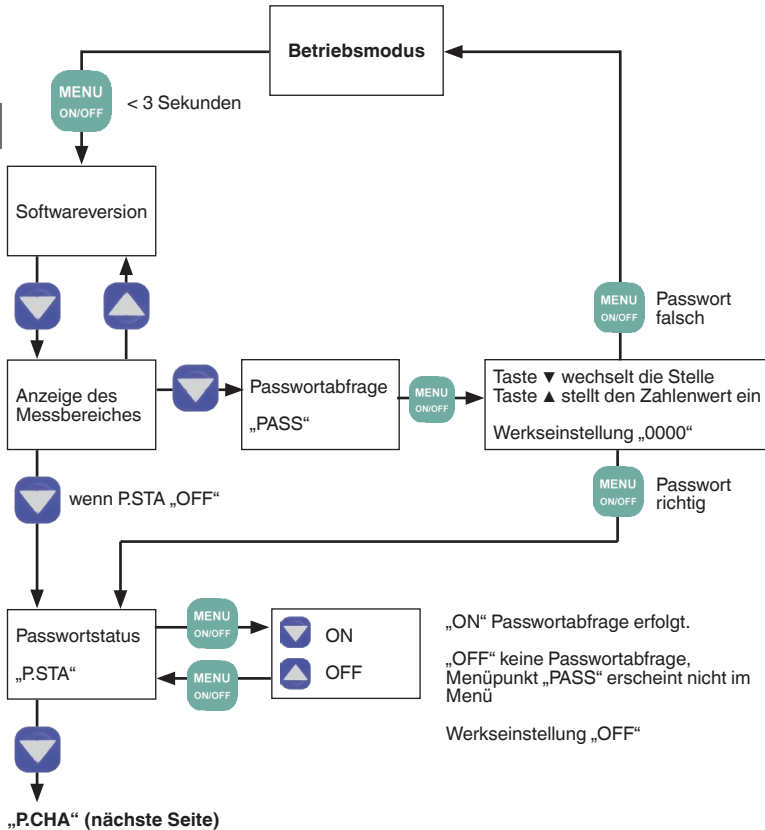 Betriebsmodus
MENU
ON/OFF
< 3 Sekunden
Softwareversion
MENU
ON/OFF
Passwort
falsch
Anzeige des
Messbereiches
Passwortabfrage
„PASS“
MENU
ON/OFF
Taste ▼ wechselt die Stelle
Taste ▲ stellt den Zahlenwert ein
Werkseinstellung „0000“
wenn P.STA „OFF“
MENU
ON/OFF
Passwort
richtig
Passwortstatus
„P.STA“
MENU
ON/OFF
MENU
ON/OFF
ON
OFF
„ON“ Passwortabfrage erfolgt.
„OFF“ keine Passwortabfrage,
Menüpunkt „PASS“ erscheint nicht im
Menü
Werkseinstellung „OFF“
„P.CHA“ (nächste Seite)